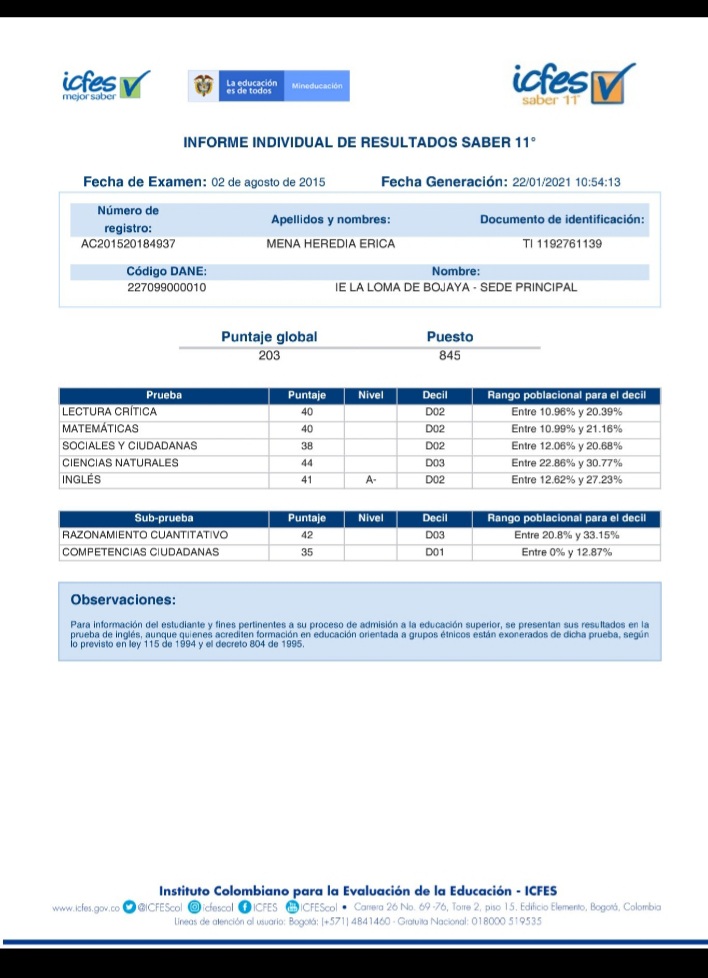 icfes
mejor saber
La educación
es de todos
Mineducación
icfes
saber 11°
INFORME INDIVIDUAL DE RESULTADOS SABER 11°
Fecha de Examen: 02 de agosto de 2015 Fecha Generación: 22/01/2021 10:54:13
Número de registro: Apellidos y nombres: Documento de identificación:
AC201520184937 MENA HEREDIA ERICA TI 1192761139
Código DANE: Nombre:
227099000010 IE LA LOMA DE BOJAYA - SEDE PRINCIPAL
Puntaje global Puesto
203 845
Prueba Puntaje Nivel Decil Rango poblacional para el decil
LECTURA CRÍTICA 40 D02 Entre 10.96% y 20.39%
MATEMÁTICAS 40 D02 Entre 10.99% y 21.16%
SOCIALES Y CIUDADANAS 38 D02 Entre 12.06% y 20.68%
CIENCIAS NATURALES 44 D03 Entre 22.86% y 30.77%
INGLÉS 41 A- D02 Entre 12.62% y 27.23%
Sub-prueba Puntaje Nivel Decil Rango poblacional para el decil
RAZONAMIENTO CUANTITATIVO 42 D03 Entre 20.8% y 33.15%
COMPETENCIAS CIUDADANAS 35 D01 Entre 0% y 12.87%
Observaciones:
Para información del estudiante y fines pertinentes a su proceso de admisión a la educación superior, se presentan sus resultados en la
prueba de inglés, aunque quienes acrediten formación en educación orientada a grupos étnicos están exonerados de dicha prueba, según
lo previsto en ley 115 de 1994 y el decreto 804 de 1995.
Instituto Colombiano para la Evaluación de la Educación - ICFES
www.icfes.gov.co @ICFEScol icfescol ICFES ICFEScol • Carrera 26 No. 69-76, Torre 2, piso 15. Edificio Elemento, Bogotá, Colombia
Líneas de atención al usuario: Bogotá: (+571) 4841460 - Gratuita Nacional: 018000 519535